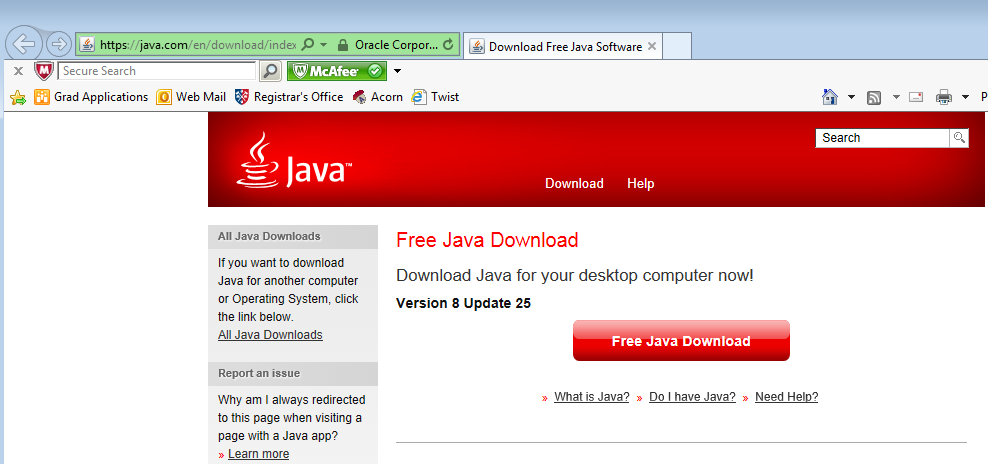 https://java.com/en/download/index
Oracle Corpor...
Download Free Java Software
Secure Search
McAfee
Grad Applications
Web Mail
Registrar's Office
Acorn
Twist
P
Java™
Search
Download
Help
All Java Downloads
If you want to download
Java for another computer
or Operating System, click
the link below.
All Java Downloads
Report an issue
Why am I always redirected
to this page when visiting a
page with a Java app?
» Learn more
Free Java Download
Download Java for your desktop computer now!
Version 8 Update 25
Free Java Download
» What is Java? » Do I have Java? » Need Help?